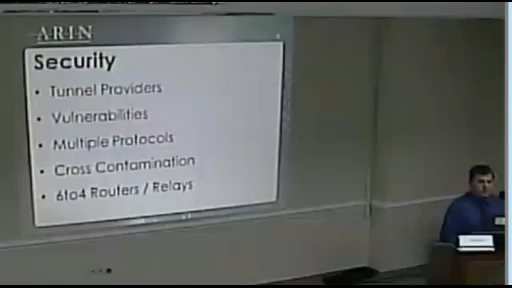 ARIN
Security
• Tunnel Providers
• Vulnerabilities
• Multiple Protocols
• Cross Contamination
• 6to4 Routers / Relays